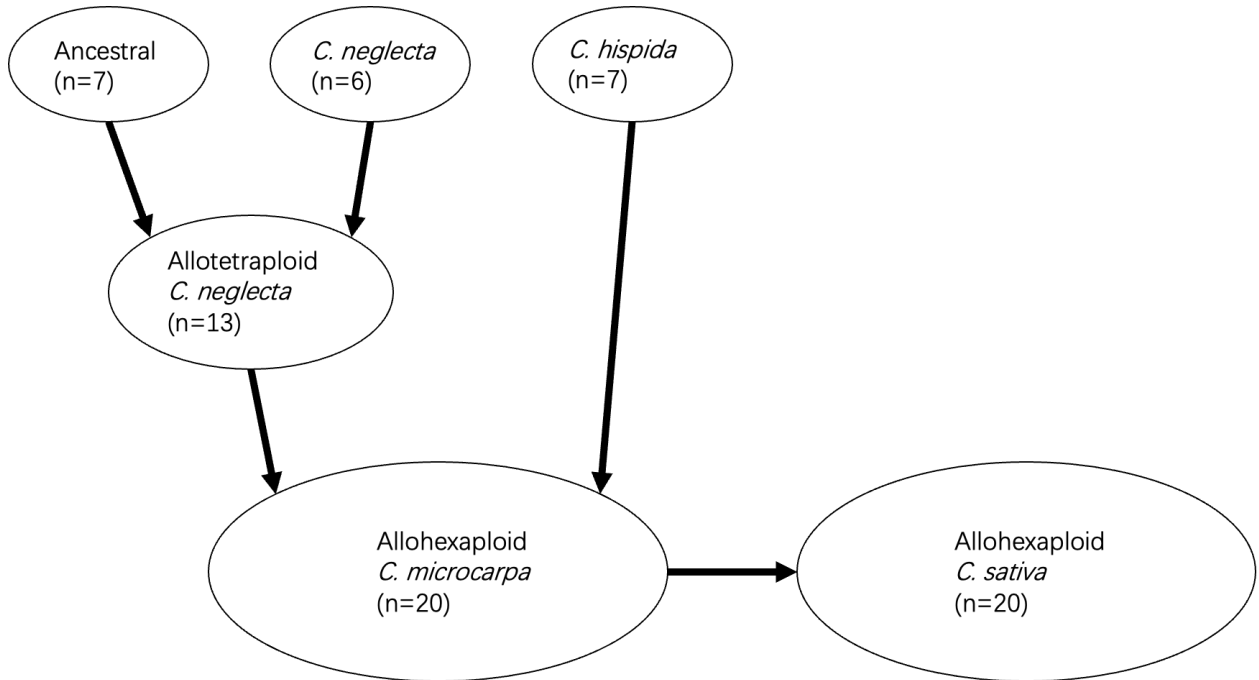 Ancestral
(n=7)
C. neglecta
(n=6)
C. hispida
(n=7)
Allotetraploid
C. neglecta
(n=13)
Allohexaploid
C. microcarpa
(n=20)
Allohexaploid
C. sativa
(n=20)